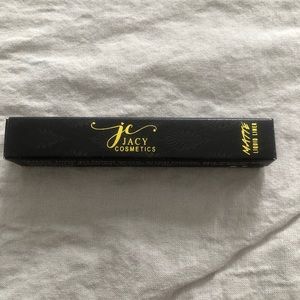 jc
JACY
COSMETICS
MATTE
LIQUID LINER